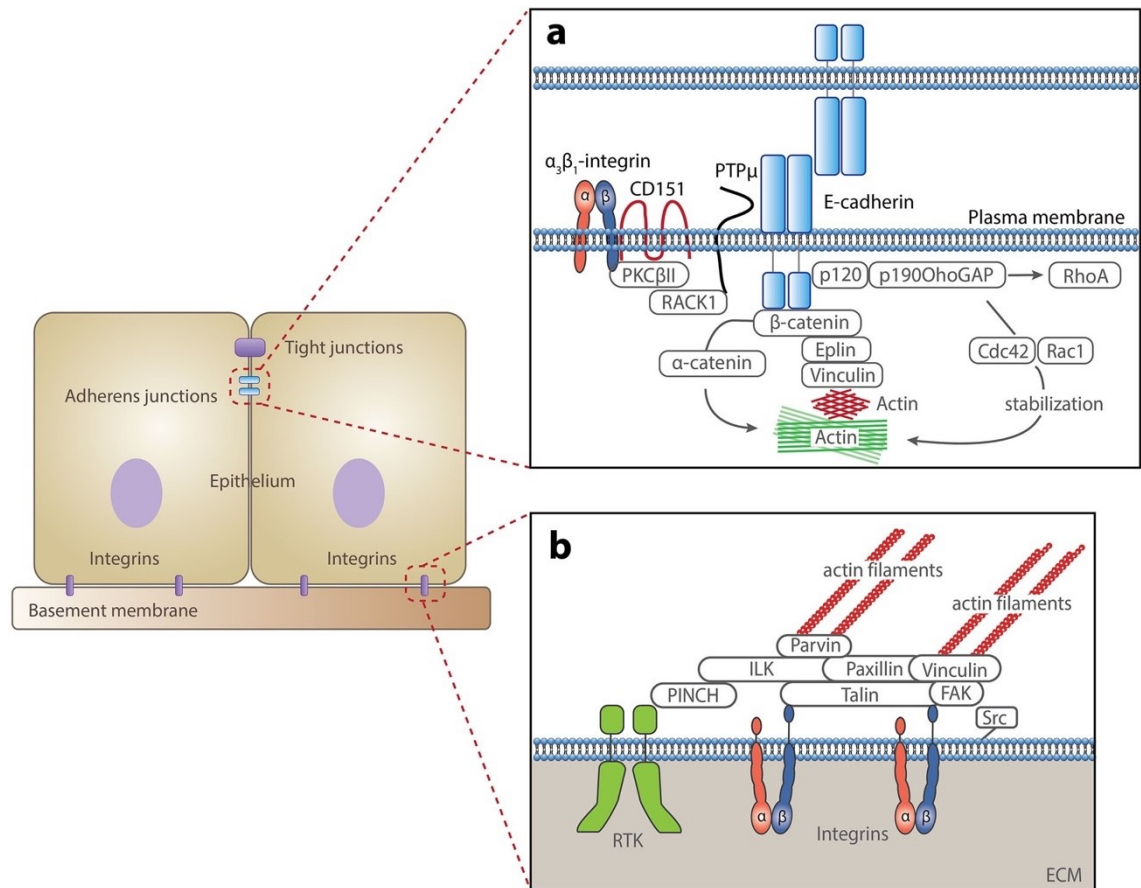 a
α₃β₁-integrin
α
β
CD151
PTPμ
E-cadherin
Plasma membrane
PKCβII
RACK1
p120
p190OhoGAP
RhoA
β-catenin
α-catenin
Eplin
Vinculin
Cdc42
Rac1
Actin
stabilization
Actin
Tight junctions
Adherens junctions
Epithelium
Integrins
Integrins
Basement membrane
b
actin filaments
actin filaments
Parvin
ILK
Paxillin
Vinculin
PINCH
Talin
FAK
Src
α
β
α
β
RTK
Integrins
ECM